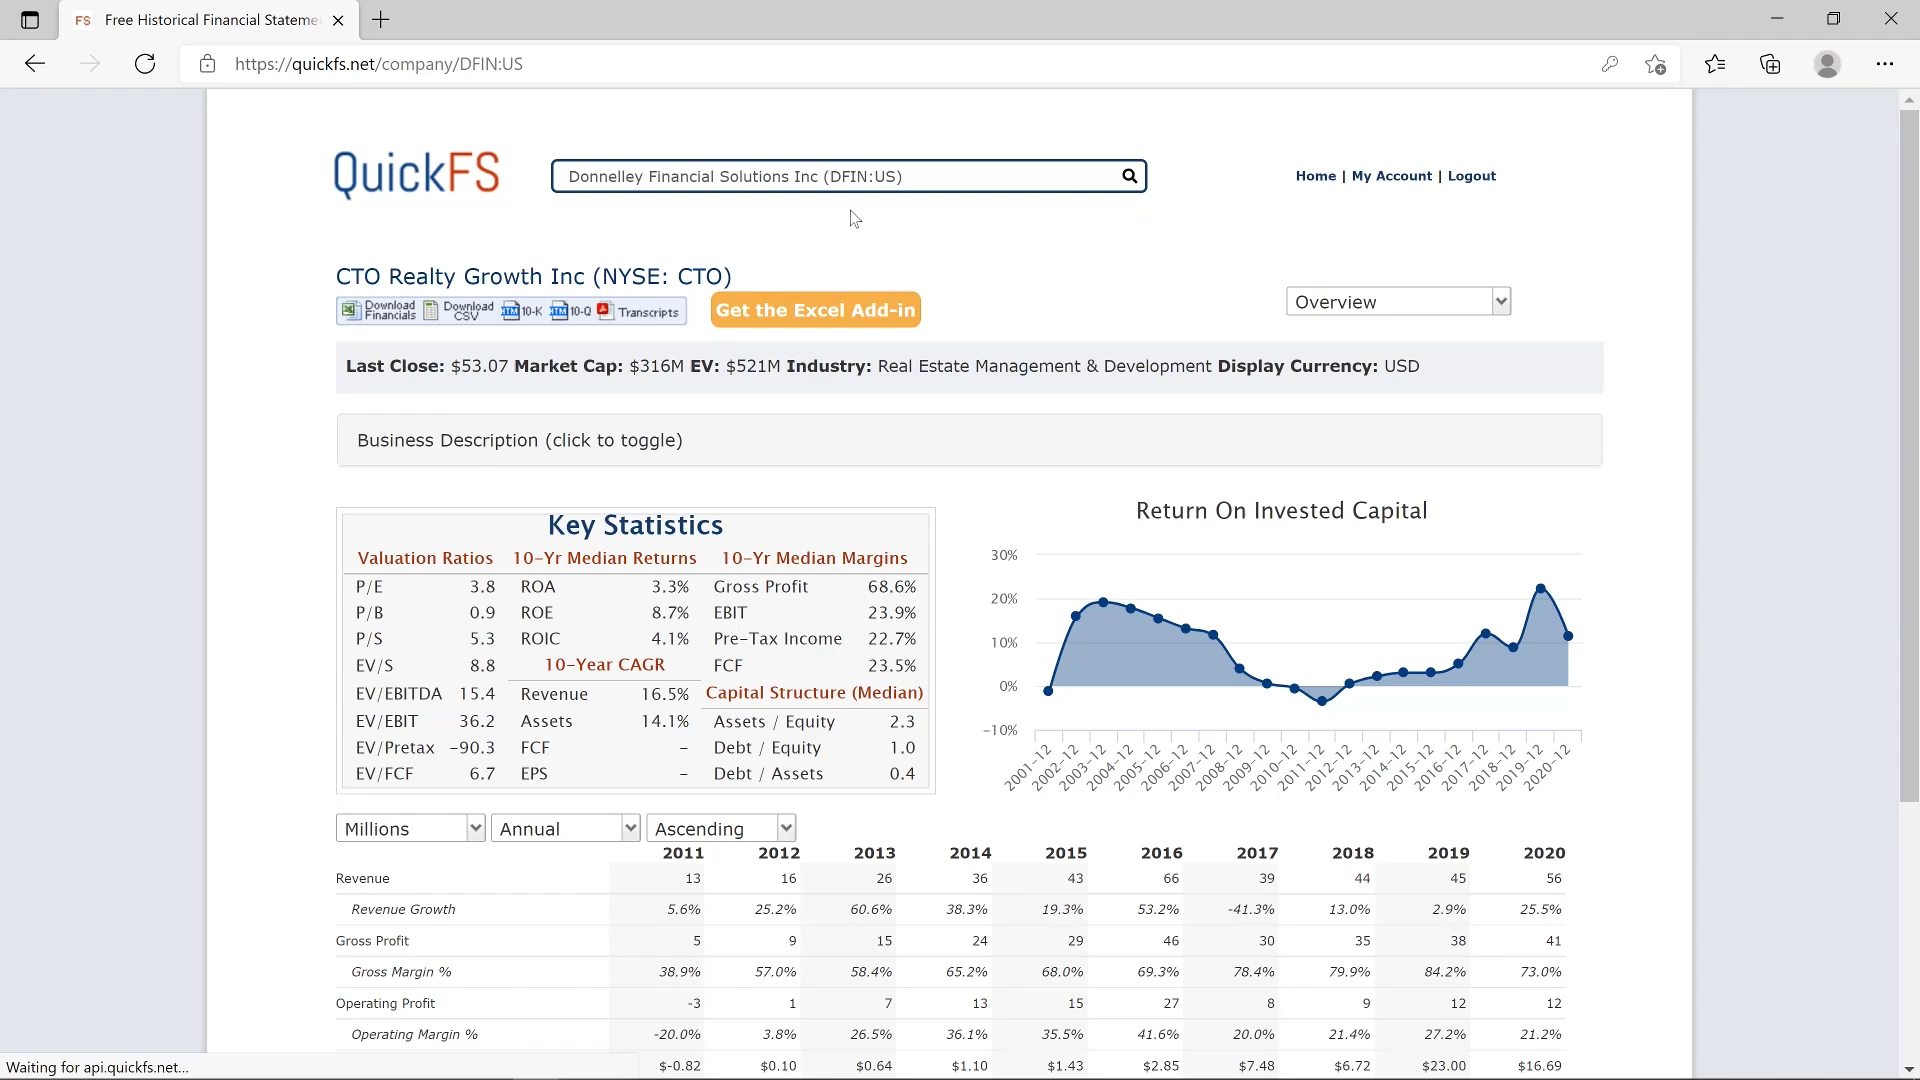 FS Free Historical Financial Stateme
https://quickfs.net/company/DFIN:US
QuickFS
Donnelley Financial Solutions Inc (DFIN:US)
Home | My Account | Logout
CTO Realty Growth Inc (NYSE: CTO)
Download Financials Download CSV HTM 10-K HTM 10-Q Transcripts
Get the Excel Add-in
Overview
Last Close: $53.07 Market Cap: $316M EV: $521M Industry: Real Estate Management & Development Display Currency: USD
Business Description (click to toggle)
Key Statistics
Valuation Ratios 10-Yr Median Returns 10-Yr Median Margins
P/E 3.8 ROA 3.3% Gross Profit 68.6%
P/B 0.9 ROE 8.7% EBIT 23.9%
P/S 5.3 ROIC 4.1% Pre-Tax Income 22.7%
EV/S 8.8 10-Year CAGR FCF 23.5%
EV/EBITDA 15.4 Revenue 16.5% Capital Structure (Median)
EV/EBIT 36.2 Assets 14.1% Assets / Equity 2.3
EV/Pretax -90.3 FCF - Debt / Equity 1.0
EV/FCF 6.7 EPS - Debt / Assets 0.4
Return On Invested Capital
30%
20%
10%
0%
-10%
2001-12 2002-12 2003-12 2004-12 2005-12 2006-12 2007-12 2008-12 2009-12 2010-12 2011-12 2012-12 2013-12 2014-12 2015-12 2016-12 2017-12 2018-12 2019-12 2020-12
Millions Annual Ascending
2011 2012 2013 2014 2015 2016 2017 2018 2019 2020
Revenue 13 16 26 36 43 66 39 44 45 56
Revenue Growth 5.6% 25.2% 60.6% 38.3% 19.3% 53.2% -41.3% 13.0% 2.9% 25.5%
Gross Profit 5 9 15 24 29 46 30 35 38 41
Gross Margin % 38.9% 57.0% 58.4% 65.2% 68.0% 69.3% 78.4% 79.9% 84.2% 73.0%
Operating Profit -3 1 7 13 15 27 8 9 12 12
Operating Margin % -20.0% 3.8% 26.5% 36.1% 35.5% 41.6% 20.0% 21.4% 27.2% 21.2%
$-0.82 $0.10 $0.64 $1.10 $1.43 $2.85 $7.48 $6.72 $23.00 $16.69
Waiting for api.quickfs.net...